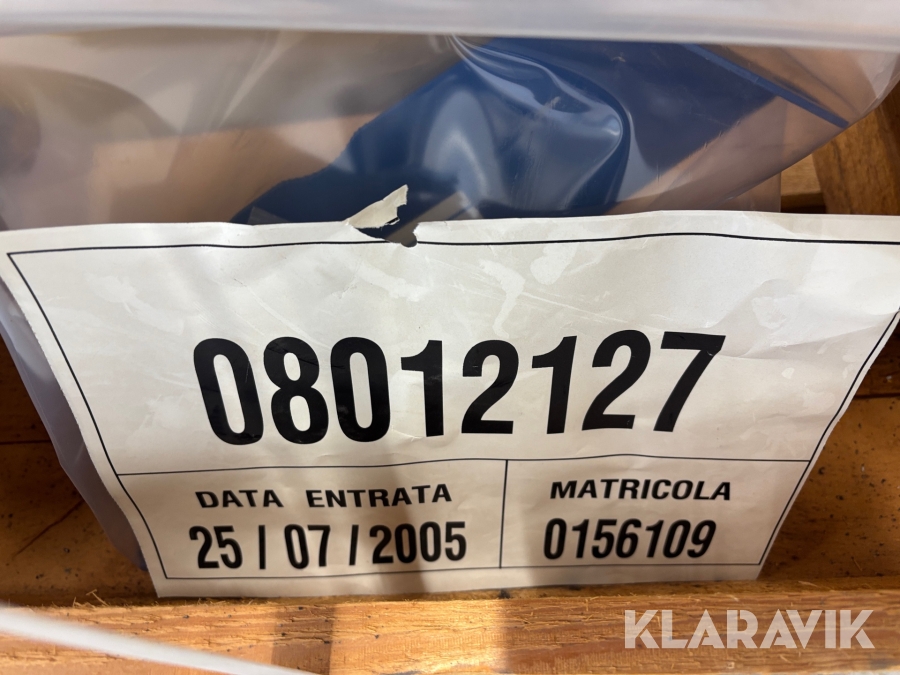 08012127
DATA ENTRATA
25 / 07 / 2005
MATRICOLA
0156109
KLARAVIK